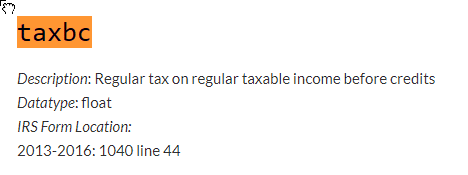 taxbc
Description: Regular tax on regular taxable income before credits
Datatype: float
IRS Form Location:
2013-2016: 1040 line 44